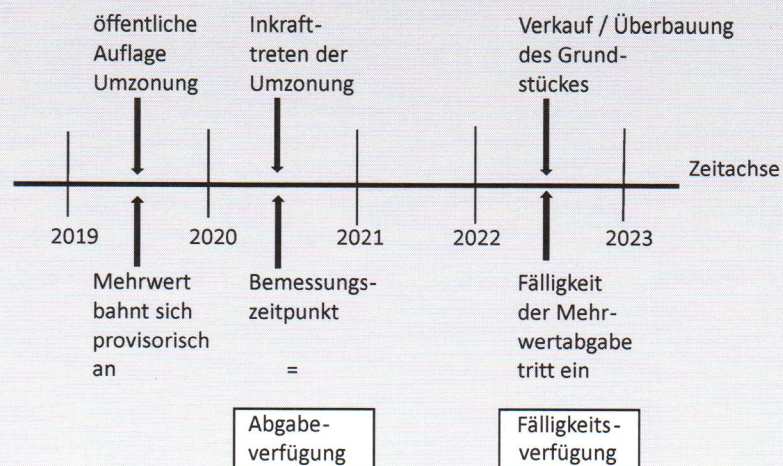 öffentliche
Auflage
Umzonung
Inkraft-
treten der
Umzonung
Verkauf / Überbauung
des Grund-
stückes
Zeitachse
2019
2020
2021
2022
2023
Mehrwert
bahnt sich
provisorisch
an
Bemessungs-
zeitpunkt
=
Abgabe-
verfügung
Fälligkeit
der Mehr-
wertabgabe
tritt ein
Fälligkeits-
verfügung